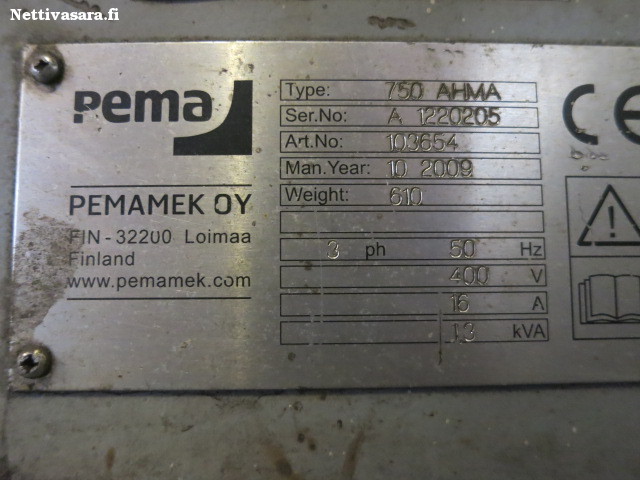 Nettivasara.fi
pema
PEMAMEK OY
FIN-32200 Loimaa
Finland
www.pemamek.com
Type: 750 AHMA
Ser.No: A 1220205
Art.No: 103654
Man.Year: 10 2009
Weight: 610
3 ph 50 Hz
400 V
16 A
kVA
CE